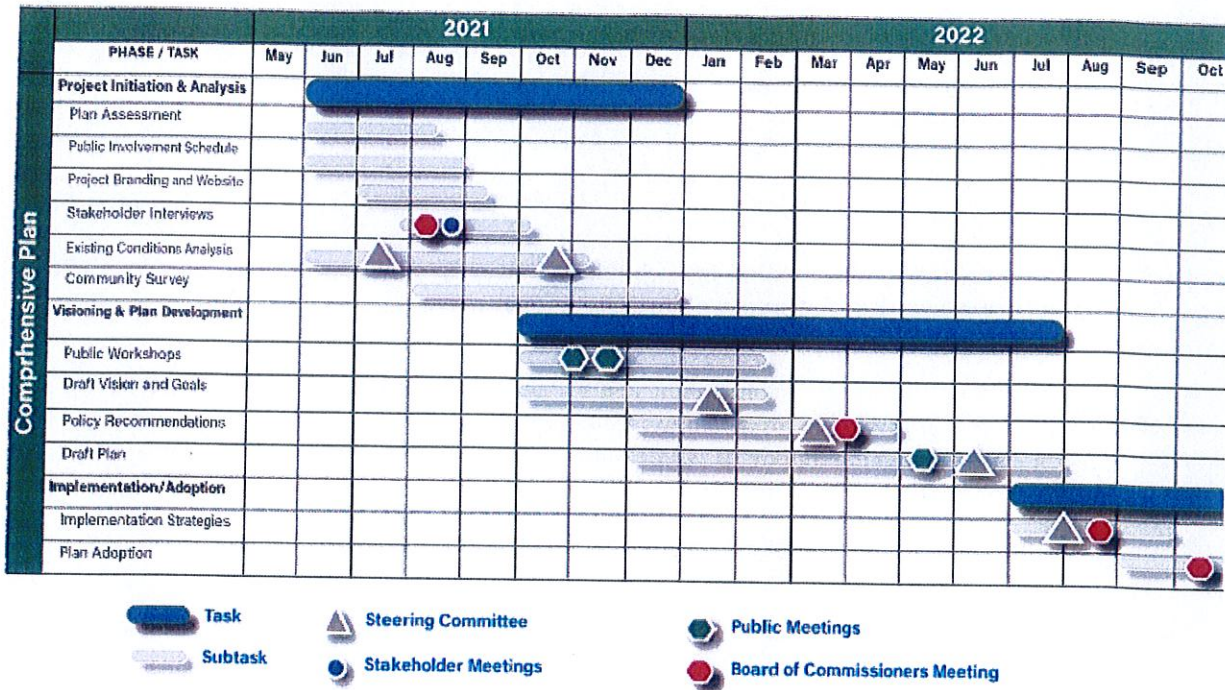 2021 2022
PHASE / TASK May Jun Jul Aug Sep Oct Nov Dec Jan Feb Mar Apr May Jun Jul Aug Sep Oct
Comprhensive Plan
Project Initiation & Analysis
Plan Assessment
Public Involvement Schedule
Project Branding and Website
Stakeholder Interviews
Existing Conditions Analysis
Community Survey
Visioning & Plan Development
Public Workshops
Draft Vision and Goals
Policy Recommendations
Draft Plan
Implementation/Adoption
Implementation Strategies
Plan Adoption
Task Steering Committee Public Meetings
Subtask Stakeholder Meetings Board of Commissioners Meeting